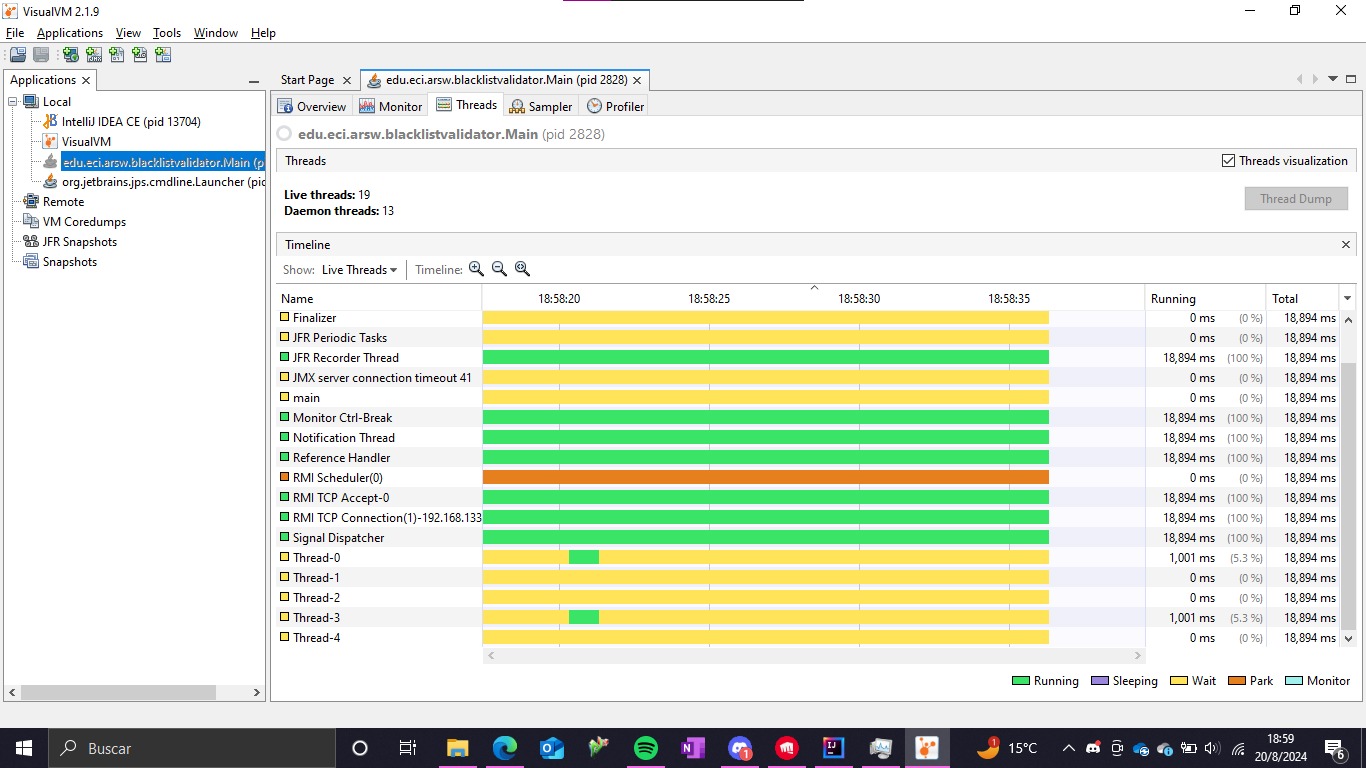 VisualVM 2.1.9
File Applications View Tools Window Help
Applications
Local
IntelliJ IDEA CE (pid 13704)
VisualVM
edu.eci.arsw.blacklistvalidator.Main (p
org.jetbrains.jps.cmdline.Launcher (pid
Remote
VM Coredumps
JFR Snapshots
Snapshots
Start Page edu.eci.arsw.blacklistvalidator.Main (pid 2828)
Overview Monitor Threads Sampler Profiler
edu.eci.arsw.blacklistvalidator.Main (pid 2828)
Threads Threads visualization
Live threads: 19
Daemon threads: 13
Thread Dump
Timeline
Show: Live Threads Timeline:
Name 18:58:20 18:58:25 18:58:30 18:58:35 Running Total
Finalizer 0 ms (0 %) 18,894 ms
JFR Periodic Tasks 0 ms (0 %) 18,894 ms
JFR Recorder Thread 18,894 ms (100 %) 18,894 ms
JMX server connection timeout 41 0 ms (0 %) 18,894 ms
main 0 ms (0 %) 18,894 ms
Monitor Ctrl-Break 18,894 ms (100 %) 18,894 ms
Notification Thread 18,894 ms (100 %) 18,894 ms
Reference Handler 18,894 ms (100 %) 18,894 ms
RMI Scheduler(0) 0 ms (0 %) 18,894 ms
RMI TCP Accept-0 18,894 ms (100 %) 18,894 ms
RMI TCP Connection(1)-192.168.133 18,894 ms (100 %) 18,894 ms
Signal Dispatcher 18,894 ms (100 %) 18,894 ms
Thread-0 1,001 ms (5.3 %) 18,894 ms
Thread-1 0 ms (0 %) 18,894 ms
Thread-2 0 ms (0 %) 18,894 ms
Thread-3 1,001 ms (5.3 %) 18,894 ms
Thread-4 0 ms (0 %) 18,894 ms
Running Sleeping Wait Park Monitor
Buscar
15°C
18:59
20/8/2024
6